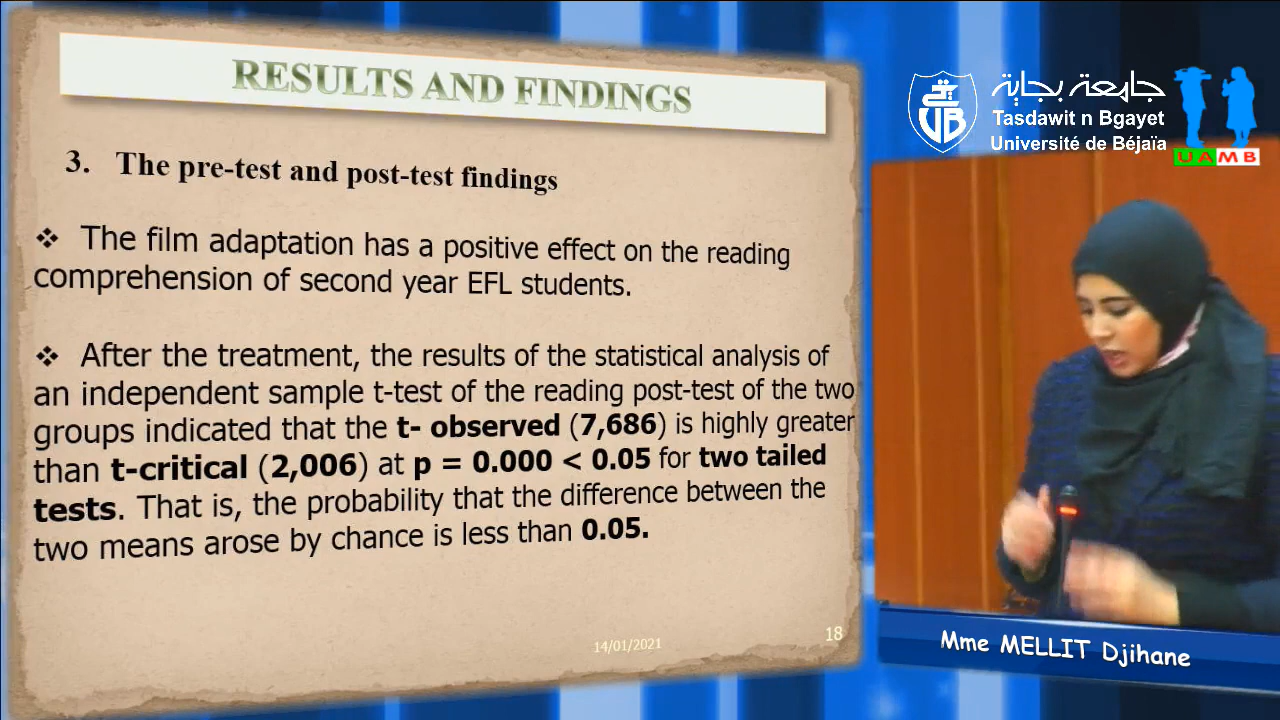 RESULTS AND FINDINGS
3. The pre-test and post-test findings
❖ The film adaptation has a positive effect on the reading
comprehension of second year EFL students.
❖ After the treatment, the results of the statistical analysis of
an independent sample t-test of the reading post-test of the two
groups indicated that the t- observed (7,686) is highly greater
than t-critical (2,006) at p = 0.000 < 0.05 for two tailed
tests. That is, the probability that the difference between the
two means arose by chance is less than 0.05.
14/01/2021
18
جامعة بجاية
Tasdawit n Bgayet
Université de Béjaïa
UB
UAMB
Mme MELLIT Djihane